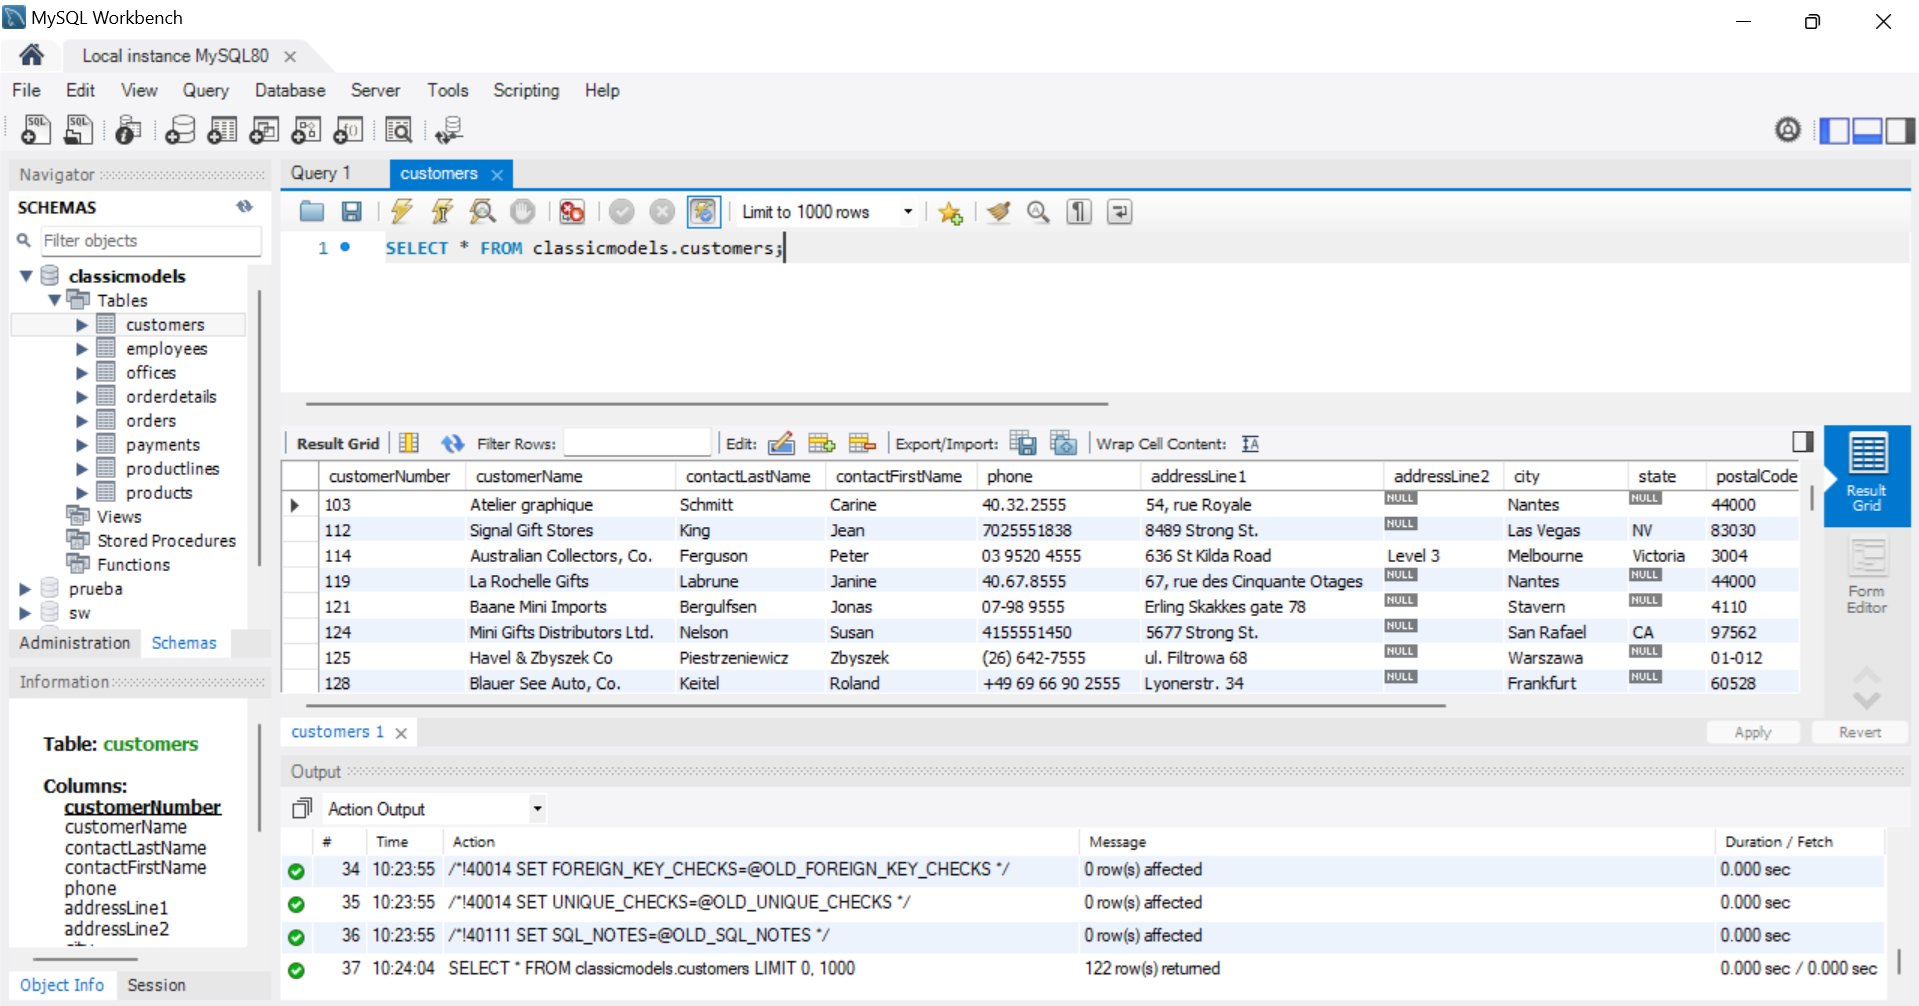 MySQL Workbench
Local instance MySQL80
File Edit View Query Database Server Tools Scripting Help
Navigator
SCHEMAS
Filter objects
classicmodels
Tables
customers
employees
offices
orderdetails
orders
payments
productlines
products
Views
Stored Procedures
Functions
prueba
sw
Administration Schemas
Information
Table: customers
Columns:
customerNumber
customerName
contactLastName
contactFirstName
phone
addressLine1
addressLine2
city
Object Info Session
Query 1 customers
Limit to 1000 rows
1 SELECT * FROM classicmodels.customers;
Result Grid Filter Rows: Edit: Export/Import: Wrap Cell Content:
customerNumber customerName contactLastName contactFirstName phone addressLine1 addressLine2 city state postalCode
103 Atelier graphique Schmitt Carine 40.32.2555 54, rue Royale NULL Nantes NULL 44000
112 Signal Gift Stores King Jean 7025551838 8489 Strong St. NULL Las Vegas NV 83030
114 Australian Collectors, Co. Ferguson Peter 03 9520 4555 636 St Kilda Road Level 3 Melbourne Victoria 3004
119 La Rochelle Gifts Labrune Janine 40.67.8555 67, rue des Cinquante Otages NULL Nantes NULL 44000
121 Baane Mini Imports Bergulfsen Jonas 07-98 9555 Erling Skakkes gate 78 NULL Stavern NULL 4110
124 Mini Gifts Distributors Ltd. Nelson Susan 4155551450 5677 Strong St. NULL San Rafael CA 97562
125 Havel & Zbyszek Co Piestrzeniewicz Zbyszek (26) 642-7555 ul. Filtrowa 68 NULL Warszawa NULL 01-012
128 Blauer See Auto, Co. Keitel Roland +49 69 66 90 2555 Lyonerstr. 34 NULL Frankfurt NULL 60528
Result
Grid
Form
Editor
customers 1
Apply Revert
Output
Action Output
# Time Action Message Duration / Fetch
34 10:23:55 /*!40014 SET FOREIGN_KEY_CHECKS=@OLD_FOREIGN_KEY_CHECKS */ 0 row(s) affected 0.000 sec
35 10:23:55 /*!40014 SET UNIQUE_CHECKS=@OLD_UNIQUE_CHECKS */ 0 row(s) affected 0.000 sec
36 10:23:55 /*!40111 SET SQL_NOTES=@OLD_SQL_NOTES */ 0 row(s) affected 0.000 sec
37 10:24:04 SELECT * FROM classicmodels.customers LIMIT 0, 1000 122 row(s) returned 0.000 sec / 0.000 sec